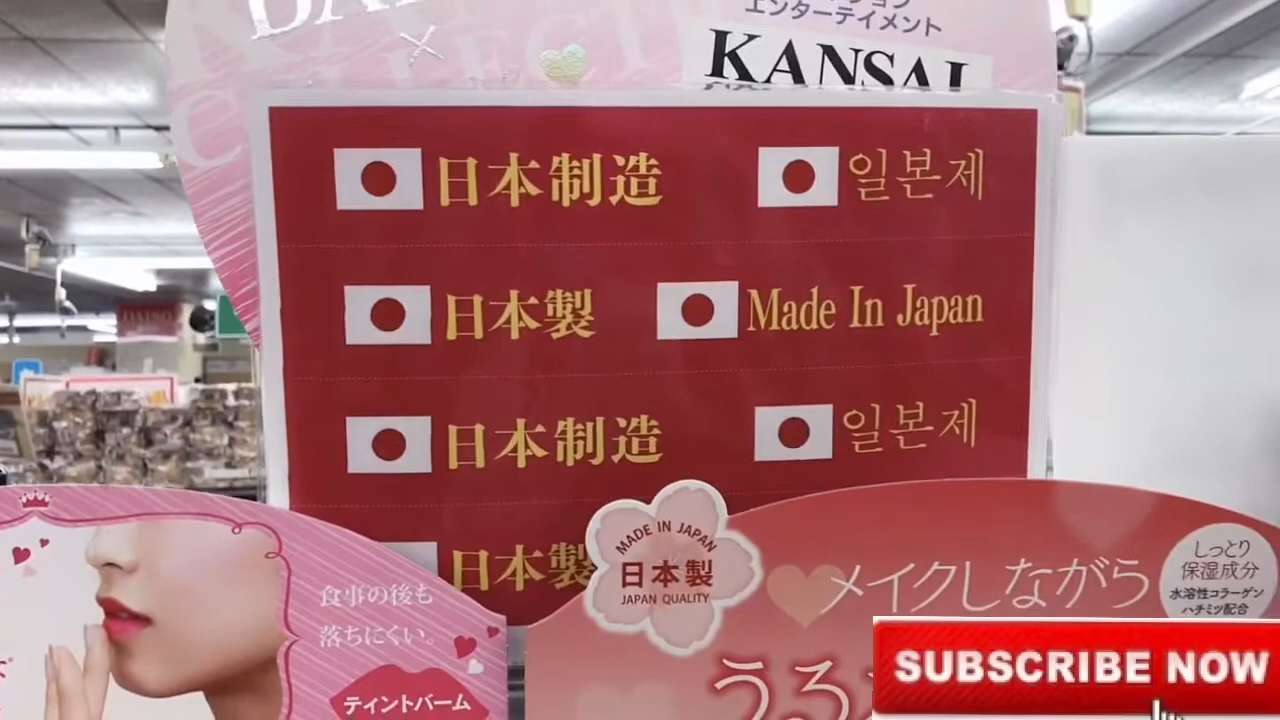 エンターテイメント
KANSAI
日本制造 일본제
日本製 Made In Japan
日本制造 일본제
日本製
MADE IN JAPAN
日本製
JAPAN QUALITY
食事の後も
落ちにくい。
ティントバーム
メイクしながら
しっとり
保湿成分
水溶性コラーゲン
ハチミツ配合
うる
SUBSCRIBE NOW
DAISO